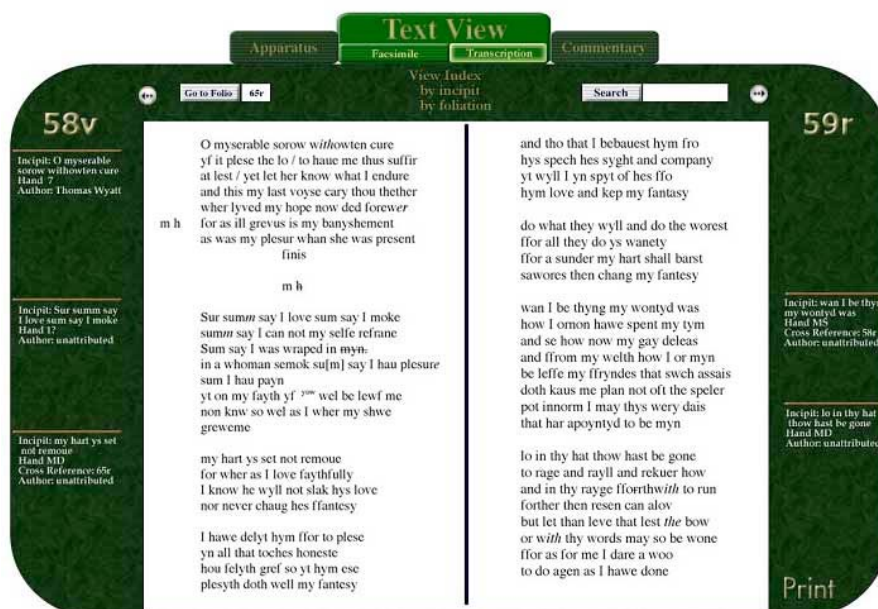 Text View
Apparatus
Facsimile
Transcription
Commentary
View Index
by incipit
by foliation
Go to Folio 65r
Search
58v
Incipit: O myserable
sorow withowten cure
Hand 7
Author: Thomas Wyatt
Incipit: Sur summ say
I love sum say I moke
Hand 1?
Author: unattributed
Incipit: my hart ys set
not remoue
Hand MD
Cross Reference: 65r
Author: unattributed
O myserable sorow withowten cure
yf it plese the lo / to haue me thus suffir
at lest / yet let her know what I endure
and this my last voyse cary thou thether
wher lyved my hope now ded forewer
m h for as ill grevus is my banyshement
as was my plesur whan she was present
finis
m h
Sur summ say I love sum say I moke
summ say I can not my selfe refrane
Sum say I was wraped in myn.
in a whoman semok su[m] say I hau plesure
sum I hau payn
yt on my fayth yf yow wel be lewf me
non knw so wel as I wher my shwe
greweme
my hart ys set not remoue
for wher as I love faythfully
I know he wyll not slak hys love
nor never chaug hes ffantesy
I hawe delyt hym ffor to plese
yn all that toches honeste
hou felyth gref so yt hym ese
plesyth doth well my fantesy
and tho that I bebauest hym fro
hys spech hes syght and company
yt wyll I yn spyt of hes ffo
hym love and kep my fantasy
do what they wyll and do the worest
ffor all they do ys wanety
ffor a sunder my hart shall barst
sawores then chang my fantesy
wan I be thyng my wontyd was
how I ornon hawe spent my tym
and se how now my gay deleas
and ffrom my welth how I or myn
be leffe my ffryndes that swch assais
doth kaus me plan not oft the speler
pot innorm I may thys wery dais
that har apoyntyd to be myn
lo in thy hat thow hast be gone
to rage and rayll and rekuer how
and in thy rayge fforrthwith to run
forther then resen can alov
but let than leve that lest the bow
or with thy words may so be wone
ffor as for me I dare a woo
to do agen as I hawe done
59r
Incipit: wan I be thyng
my wontyd was
Hand MS
Cross Reference: 58r
Author: unattributed
Incipit: lo in thy hat
thow hast be gone
Hand MD
Author: unattributed
Print